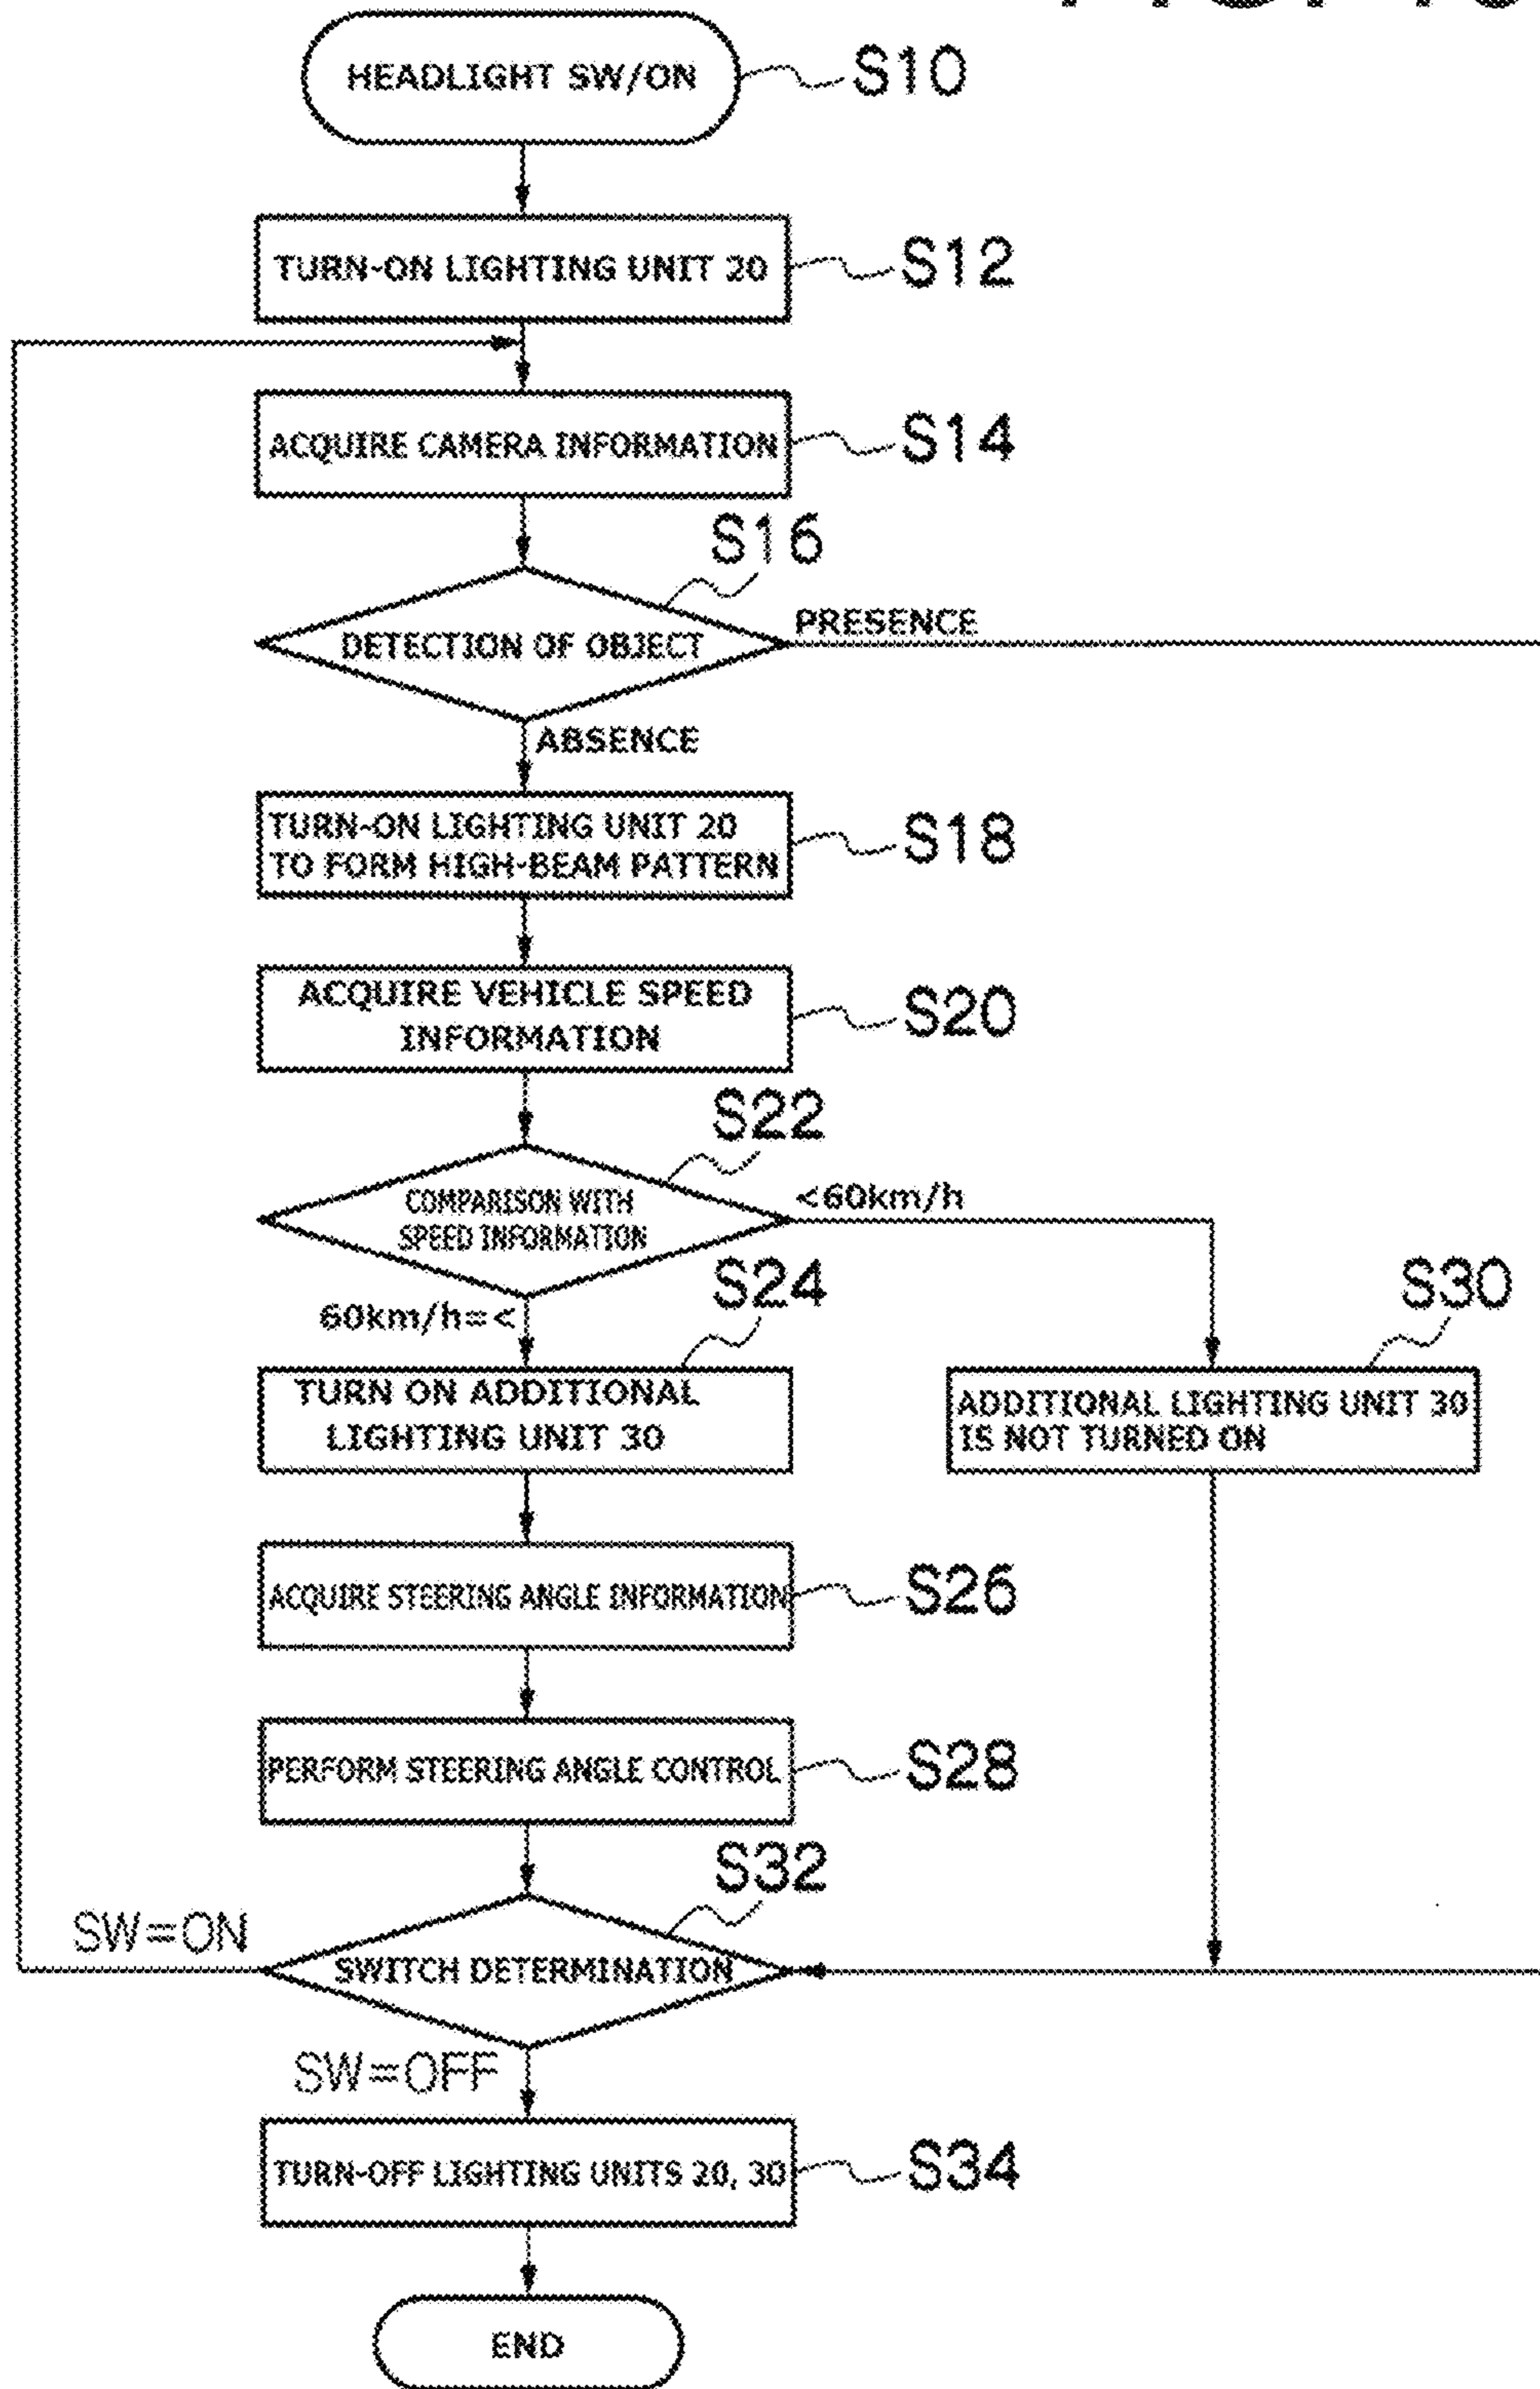 HEADLIGHT SW/ON
S10
TURN-ON LIGHTING UNIT 20
S12
ACQUIRE CAMERA INFORMATION
S14
S16
DETECTION OF OBJECT
PRESENCE
ABSENCE
TURN-ON LIGHTING UNIT 20
TO FORM HIGH-BEAM PATTERN
S18
ACQUIRE VEHICLE SPEED
INFORMATION
S20
S22
COMPARISON WITH
SPEED INFORMATION
<60km/h
60km/h=<
S24
TURN ON ADDITIONAL
LIGHTING UNIT 30
S30
ADDITIONAL LIGHTING UNIT 30
IS NOT TURNED ON
ACQUIRE STEERING ANGLE INFORMATION
S26
PERFORM STEERING ANGLE CONTROL
S28
S32
SWITCH DETERMINATION
SW=ON
SW=OFF
TURN-OFF LIGHTING UNITS 20, 30
S34
END